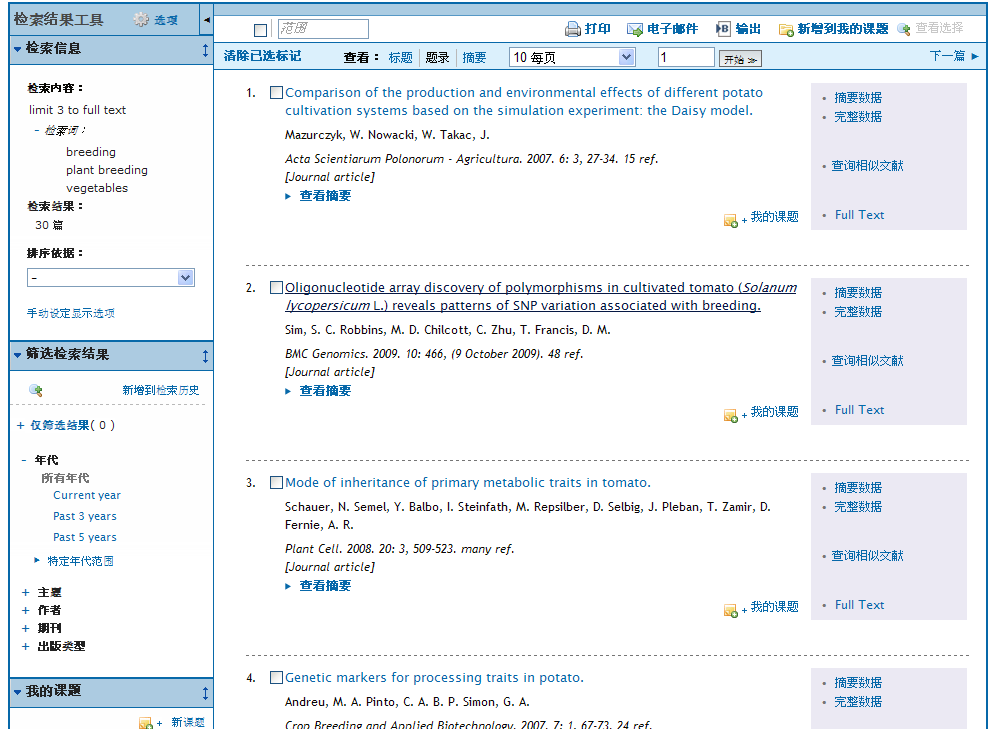 检索结果工具 选项
检索信息
检索内容：
limit 3 to full text
- 检索词：
breeding
plant breeding
vegetables
检索结果：
30 篇
排序依据：
-
手动设定显示选项
筛选检索结果
新增到检索历史
+ 仅筛选结果( 0 )
- 年代
所有年代
Current year
Past 3 years
Past 5 years
特定年代范围
+ 主题
+ 作者
+ 期刊
+ 出版类型
我的课题
+ 新课题
范围 打印 电子邮件 输出 新增到我的课题 查看选择
清除已选标记 查看： 标题 题录 摘要 10 每页 1 开始 ≫ 下一篇 ►
1. Comparison of the production and environmental effects of different potato
cultivation systems based on the simulation experiment: the Daisy model.
Mazurczyk, W. Nowacki, W. Takac, J.
Acta Scientiarum Polonorum - Agricultura. 2007. 6: 3, 27-34. 15 ref.
[Journal article]
查看摘要
+ 我的课题
• 摘要数据
• 完整数据
• 查询相似文献
• Full Text
2. Oligonucleotide array discovery of polymorphisms in cultivated tomato (Solanum
lycopersicum L.) reveals patterns of SNP variation associated with breeding.
Sim, S. C. Robbins, M. D. Chilcott, C. Zhu, T. Francis, D. M.
BMC Genomics. 2009. 10: 466, (9 October 2009). 48 ref.
[Journal article]
查看摘要
+ 我的课题
• 摘要数据
• 完整数据
• 查询相似文献
• Full Text
3. Mode of inheritance of primary metabolic traits in tomato.
Schauer, N. Semel, Y. Balbo, I. Steinfath, M. Repsilber, D. Selbig, J. Pleban, T. Zamir, D.
Fernie, A. R.
Plant Cell. 2008. 20: 3, 509-523. many ref.
[Journal article]
查看摘要
+ 我的课题
• 摘要数据
• 完整数据
• 查询相似文献
• Full Text
4. Genetic markers for processing traits in potato.
Andreu, M. A. Pinto, C. A. B. P. Simon, G. A.
Crop Breeding and Applied Biotechnology. 2007. 7: 1, 67-73. 24 ref.
• 摘要数据
• 完整数据